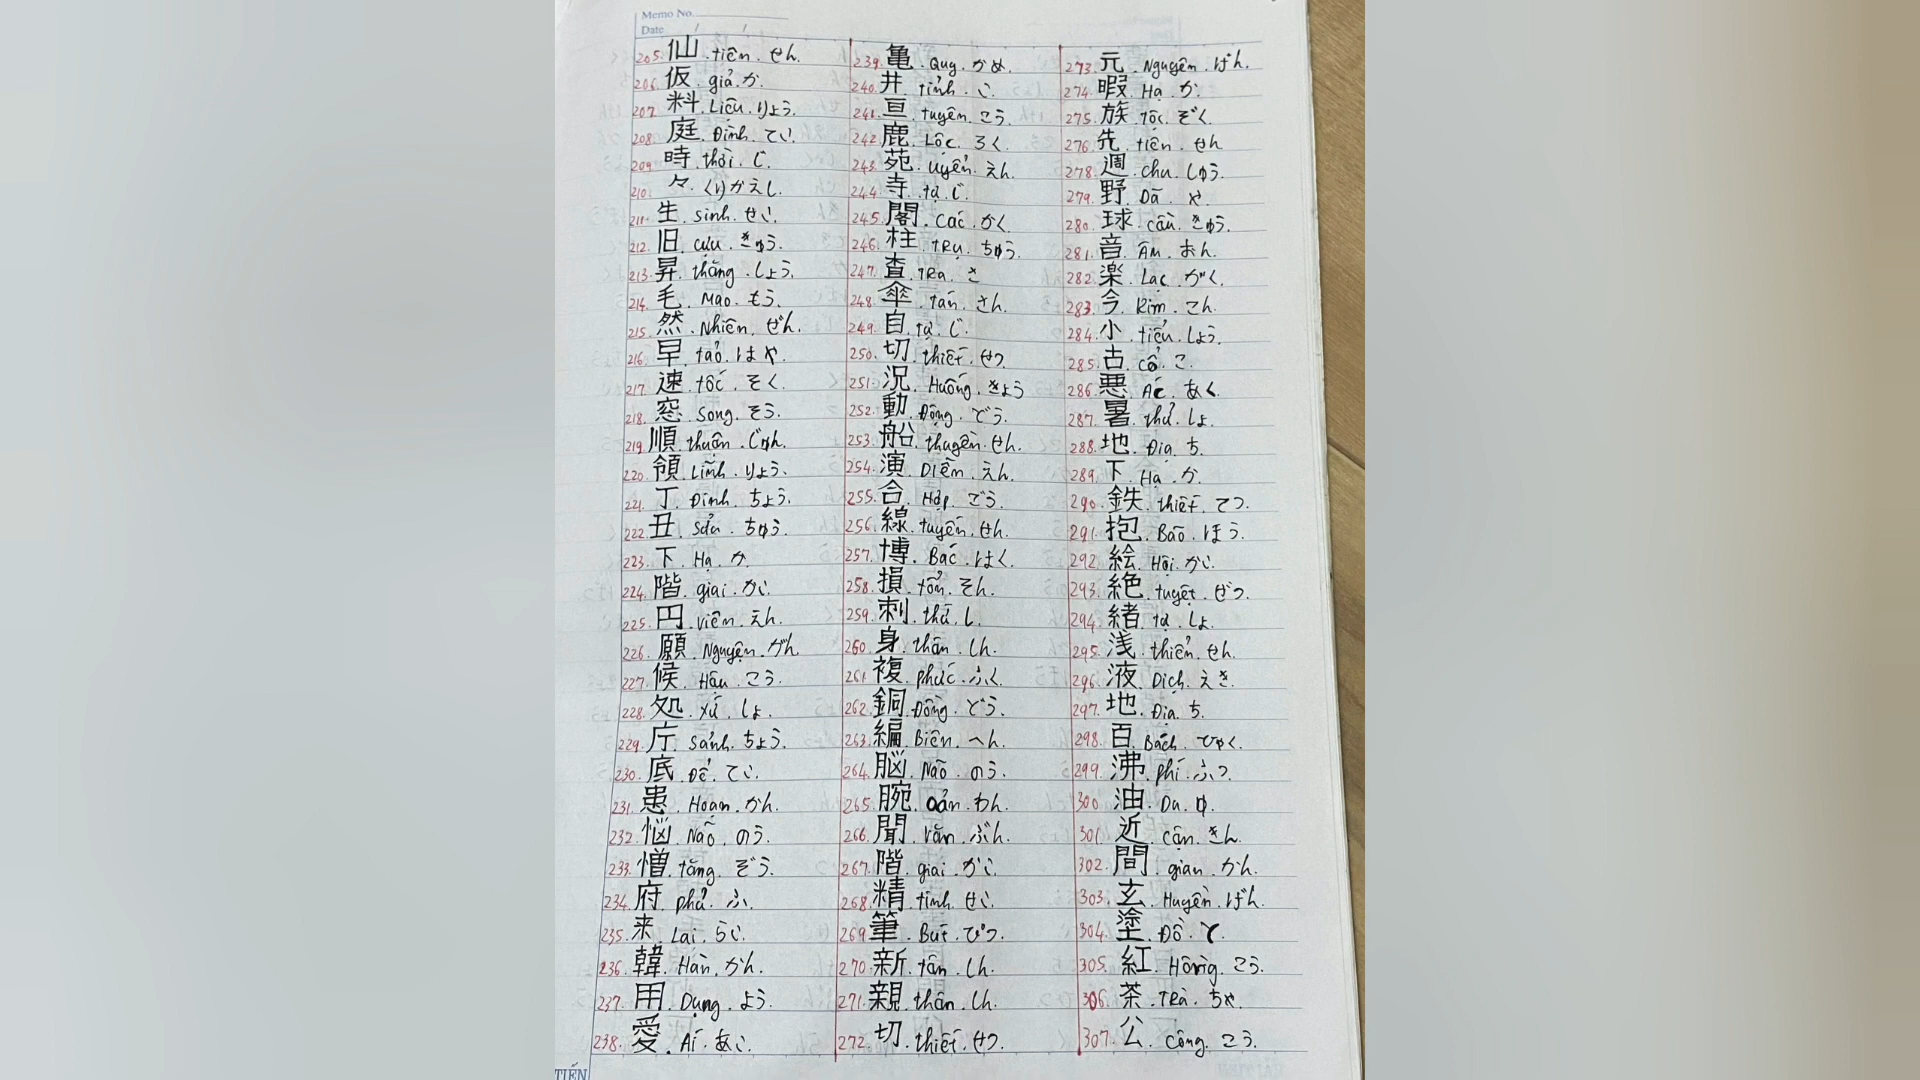 Memo No.
Date / /
205. 仙. tiên. せん.
206. 仮. giả. か.
207. 料. Liệu. りょう.
208. 庭. Đình. てい.
209. 時. thời. じ.
210. 々. くりかえし.
211. 生. sinh. せい.
212. 旧. cựu. きゅう.
213. 昇. thăng. しょう.
214. 毛. Mao. もう.
215. 然. Nhiên. ぜん.
216. 早. tảo. はや.
217. 速. tốc. そく.
218. 窓. Song. そう.
219. 順. thuận. じゅん.
220. 領. Lĩnh. りょう.
221. 丁. Đinh. ちょう.
222. 丑. Sửu. ちゅう.
223. 下. Hạ. か.
224. 階. giai. かい.
225. 円. viên. えん.
226. 願. Nguyện. がん.
227. 候. Hậu. こう.
228. 処. xứ. しょ.
229. 庁. Sảnh. ちょう.
230. 底. Để. てい.
231. 患. Hoạn. かん.
232. 悩. Não. のう.
233. 憎. tăng. ぞう.
234. 府. phủ. ふ.
235. 来. Lai. らい.
236. 韓. Hàn. かん.
237. 用. Dụng. よう.
238. 愛. Ái. あい.
239. 亀. Quy. かめ.
240. 井. tỉnh. い.
241. 亘. tuyên. こう.
242. 鹿. Lộc. ろく.
243. 苑. Uyển. えん.
244. 寺. tự. じ.
245. 閣. Các. かく.
246. 柱. TRụ. ちゅう.
247. 査. TRa. さ
248. 傘. tán. さん.
249. 自. tự. じ.
250. 切. thiết. せつ
251. 況. Huống. きょう
252. 動. Động. どう.
253. 船. thuyền. せん.
254. 演. Diễn. えん.
255. 合. Hợp. ごう.
256. 線. tuyến. せん.
257. 博. Bác. はく.
258. 損. tổn. そん.
259. 刺. thứ. し.
260. 身. thân. しん.
261. 複. phức. ふく.
262. 銅. Đồng. どう.
263. 編. Biên. へん.
264. 脳. Não. のう.
265. 腕. oản. わん.
266. 聞. văn. ぶん.
267. 階. giai. かい.
268. 精. tinh. せい.
269. 筆. Bút. ひつ.
270. 新. tân. しん.
271. 親. thân. しん.
272. 切. thiết. せつ.
273. 元. Nguyên. げん.
274. 暇. Hạ. か.
275. 族. tộc. ぞく.
276. 先. tiên. せん
278. 週. chu. しゅう.
279. 野. Dã. や.
280. 球. cầu. きゅう.
281. 音. Âm. おん.
282. 楽. Lạc. がく.
283. 今. Kim. こん.
284. 小. tiểu. しょう.
285. 古. cổ. こ.
286. 悪. Ác. あく.
287. 暑. thử. しょ.
288. 地. Địa. ち.
289. 下. Hạ. か.
290. 鉄. thiết. てつ.
291. 抱. Bão. ほう.
292. 絵. Hội. かい.
293. 絶. tuyệt. ぜつ.
294. 緒. tự. しょ.
295. 浅. thiển. せん.
296. 液. Dịch. えき.
297. 地. Địa. ち.
298. 百. Bách. ひゃく.
299. 沸. phí. ふつ.
300. 油. Du. ゆ.
301. 近. cận. きん.
302. 間. gian. かん.
303. 玄. Huyền. げん.
304. 塗. Đồ. と.
305. 紅. Hồng. こう.
306. 茶. TRà. ちゃ.
307. 公. công. こう.
TIẾN